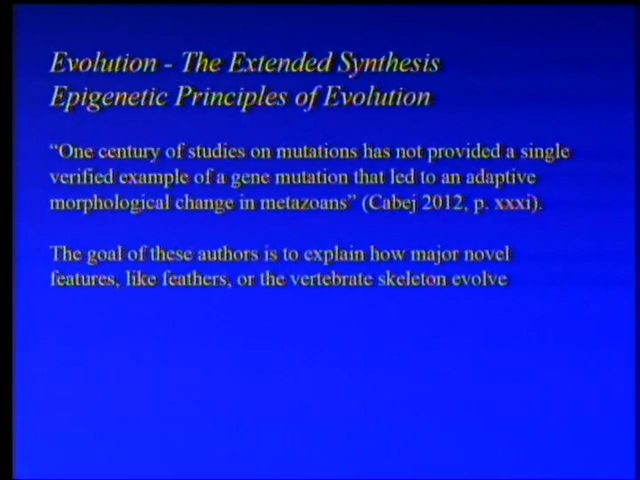 Evolution - The Extended Synthesis
Epigenetic Principles of Evolution
“One century of studies on mutations has not provided a single
verified example of a gene mutation that led to an adaptive
morphological change in metazoans” (Cabej 2012, p. xxxi).
The goal of these authors is to explain how major novel
features, like feathers, or the vertebrate skeleton evolve